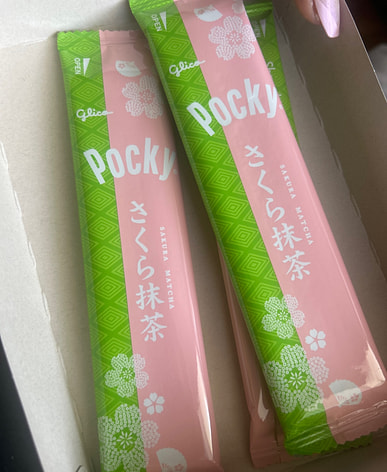 OPEN
Glico
Pocky
さくら抹茶
SAKURA MATCHA
OPEN
Glico
Pocky
さくら抹茶
SAKURA MATCHA